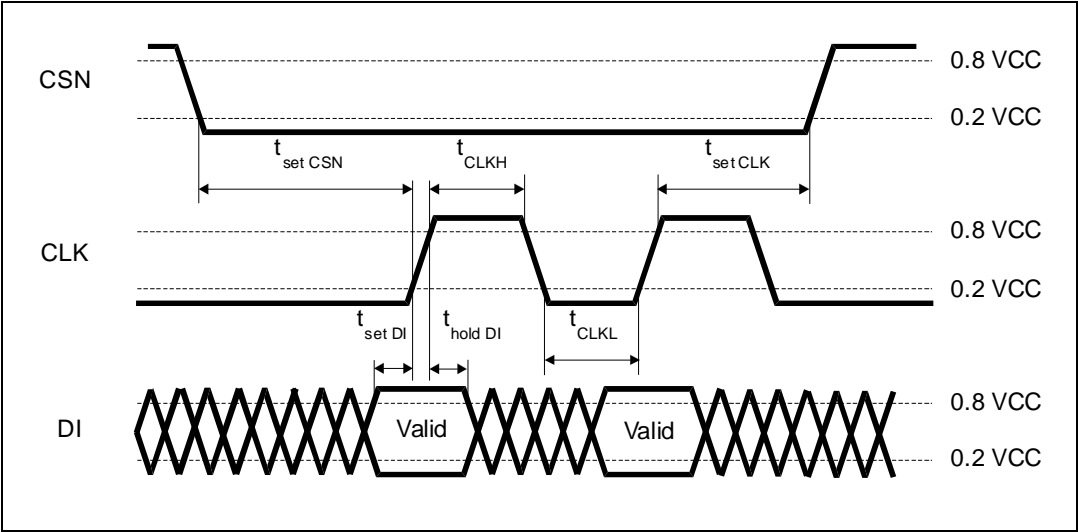 CSN
0.8 VCC
0.2 VCC
t set CSN
t CLKH
t set CLK
CLK
0.8 VCC
0.2 VCC
t set DI
t hold DI
t CLKL
DI
Valid
Valid
0.8 VCC
0.2 VCC